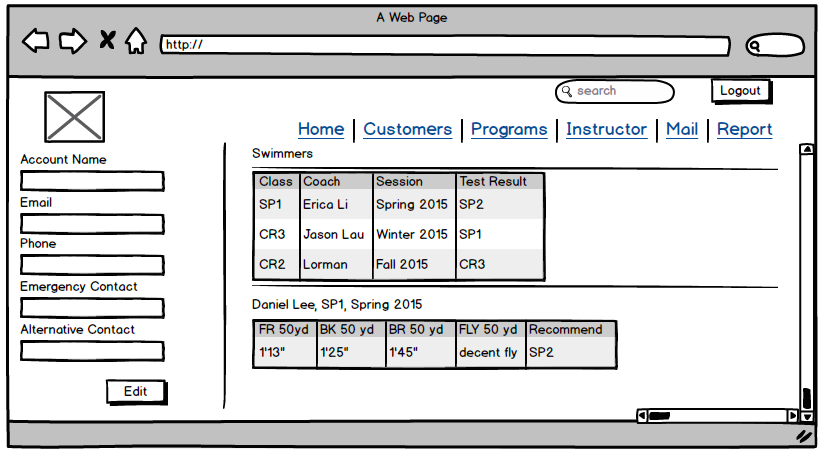 A Web Page
http://
search
Logout
Home Customers Programs Instructor Mail Report
Account Name
Email
Phone
Emergency Contact
Alternative Contact
Edit
Swimmers
Class Coach Session Test Result
SP1 Erica Li Spring 2015 SP2
CR3 Jason Lau Winter 2015 SP1
CR2 Lorman Fall 2015 CR3
Daniel Lee, SP1, Spring 2015
FR 50yd BK 50 yd BR 50 yd FLY 50 yd Recommend
1'13" 1'25" 1'45" decent fly SP2